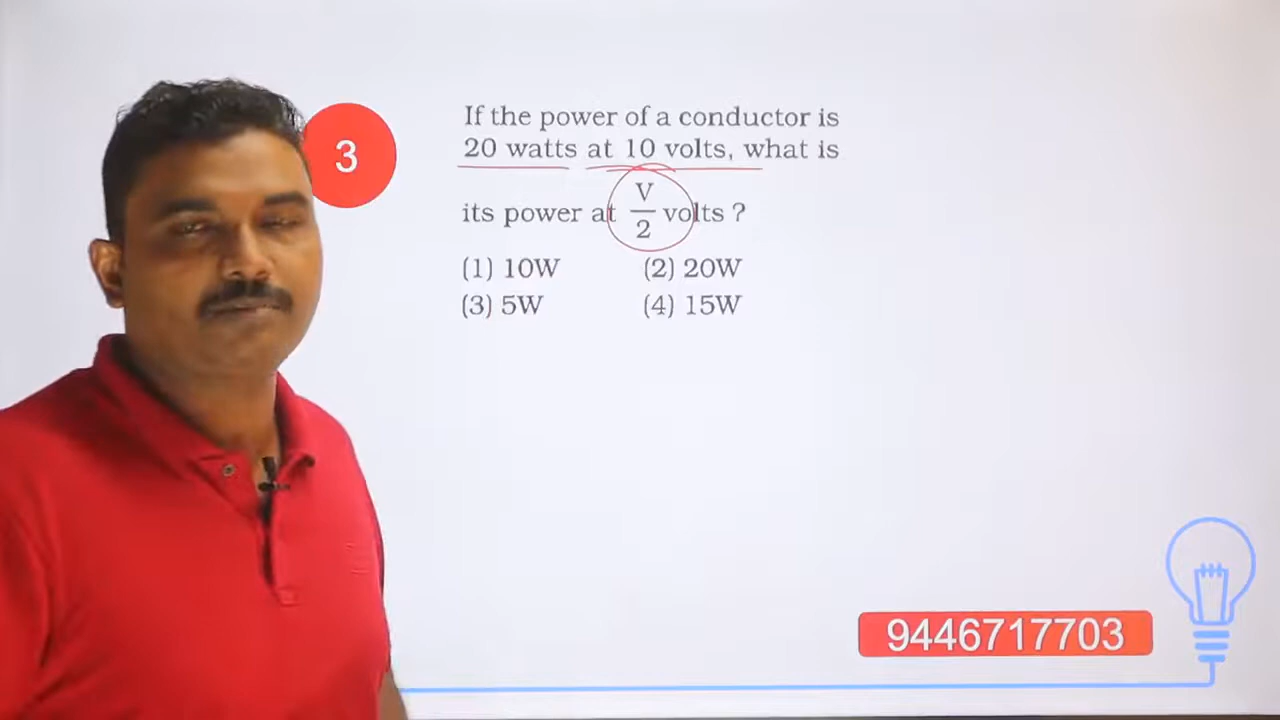 3
If the power of a conductor is
20 watts at 10 volts, what is
its power at V/2 volts ?
(1) 10W (2) 20W
(3) 5W (4) 15W
9446717703